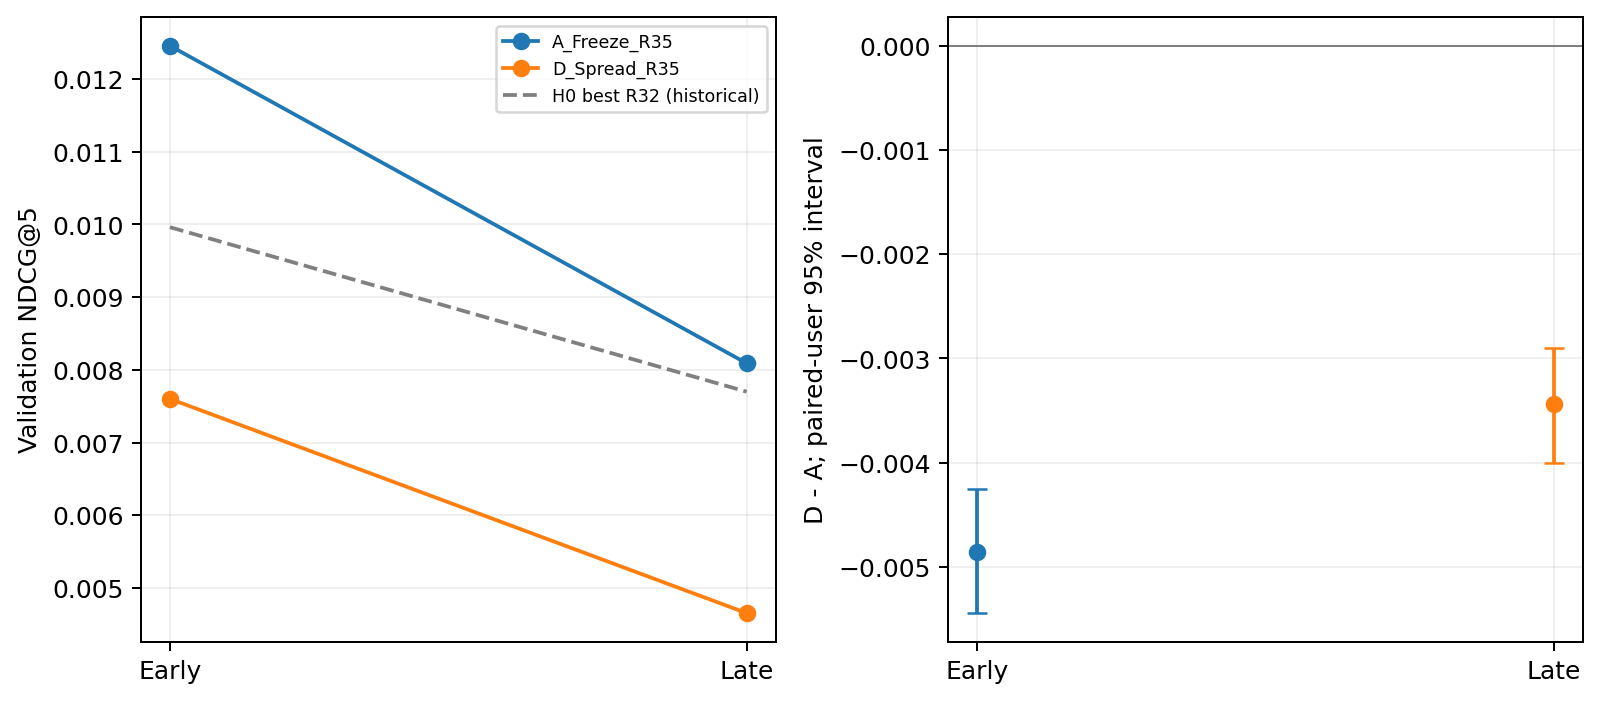 Validation NDCG@5
0.012
0.011
0.010
0.009
0.008
0.007
0.006
0.005
Early
Late
A_Freeze_R35
D_Spread_R35
H0 best R32 (historical)
D - A; paired-user 95% interval
0.000
−0.001
−0.002
−0.003
−0.004
−0.005
Early
Late